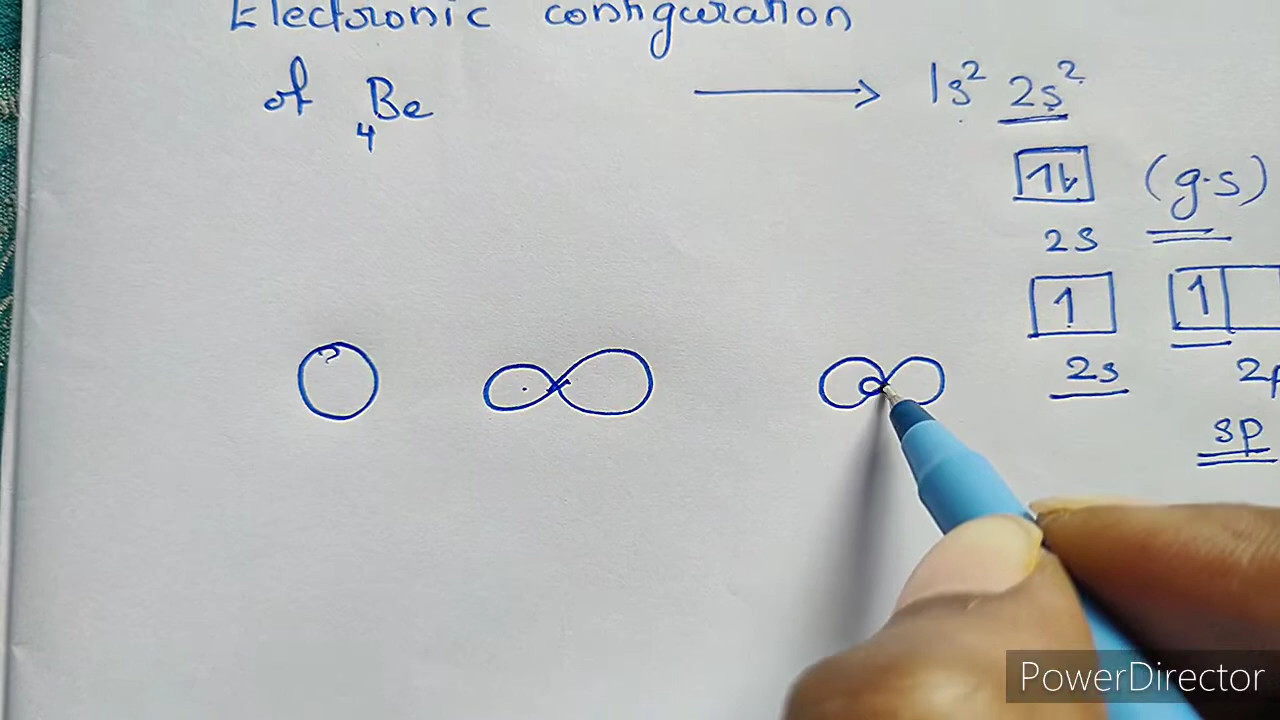 Electronic configuration
of ₄Be → 1s² 2s²
1↓ (g.s)
2s
1 1
2s 2p
sp
PowerDirector